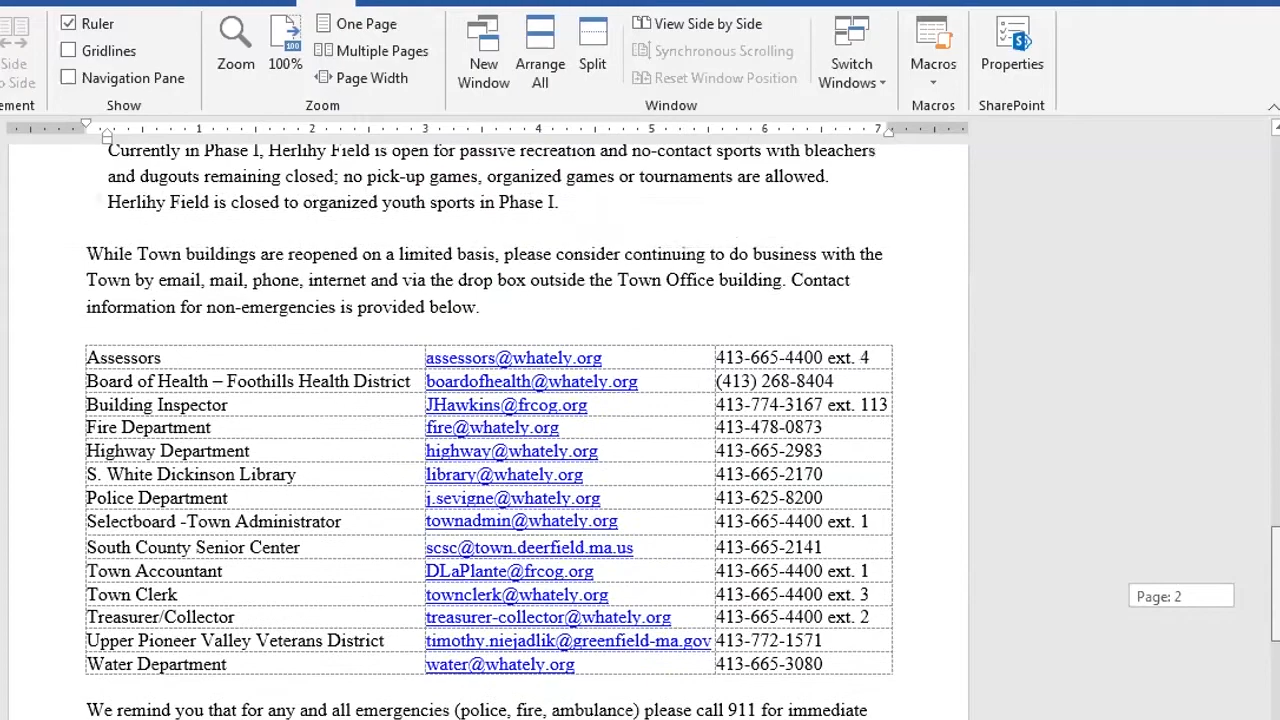 Side
to Side
ement
Ruler
Gridlines
Navigation Pane
Show
Zoom
100
100%
One Page
Multiple Pages
Page Width
Zoom
New
Window
Arrange
All
Split
View Side by Side
Synchronous Scrolling
Reset Window Position
Window
Switch
Windows
Macros
Macros
S
Properties
SharePoint
1 2 3 4 5 6 7
Currently in Phase I, Herlihy Field is open for passive recreation and no-contact sports with bleachers
and dugouts remaining closed; no pick-up games, organized games or tournaments are allowed.
Herlihy Field is closed to organized youth sports in Phase I.
While Town buildings are reopened on a limited basis, please consider continuing to do business with the
Town by email, mail, phone, internet and via the drop box outside the Town Office building. Contact
information for non-emergencies is provided below.
Assessors assessors@whately.org 413-665-4400 ext. 4
Board of Health – Foothills Health District boardofhealth@whately.org (413) 268-8404
Building Inspector JHawkins@frcog.org 413-774-3167 ext. 113
Fire Department fire@whately.org 413-478-0873
Highway Department highway@whately.org 413-665-2983
S. White Dickinson Library library@whately.org 413-665-2170
Police Department j.sevigne@whately.org 413-625-8200
Selectboard -Town Administrator townadmin@whately.org 413-665-4400 ext. 1
South County Senior Center scsc@town.deerfield.ma.us 413-665-2141
Town Accountant DLaPlante@frcog.org 413-665-4400 ext. 1
Town Clerk townclerk@whately.org 413-665-4400 ext. 3
Treasurer/Collector treasurer-collector@whately.org 413-665-4400 ext. 2
Upper Pioneer Valley Veterans District timothy.niejadlik@greenfield-ma.gov 413-772-1571
Water Department water@whately.org 413-665-3080
Page: 2
We remind you that for any and all emergencies (police, fire, ambulance) please call 911 for immediate